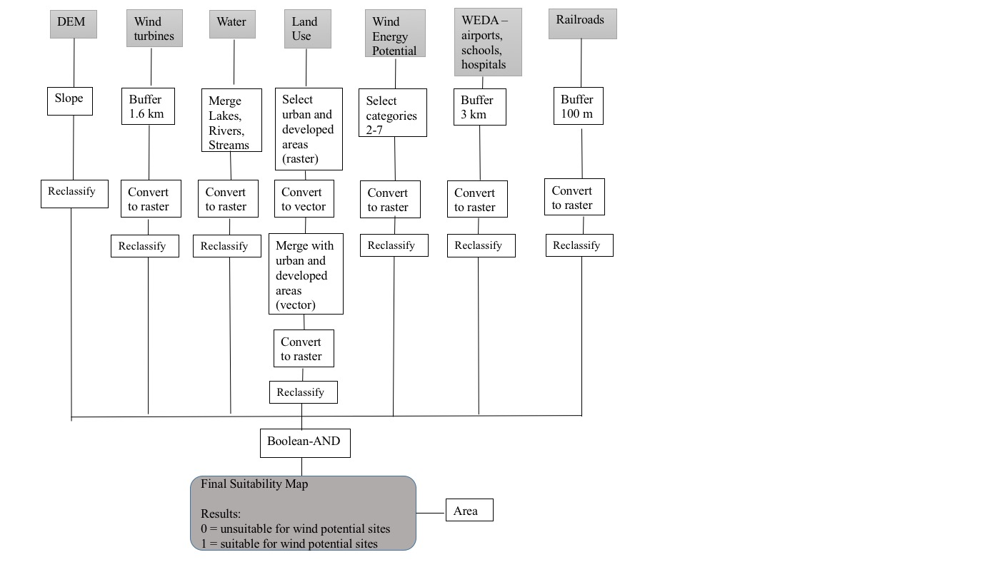 DEM
Wind
turbines
Water
Land
Use
Wind
Energy
Potential
WEDA –
airports,
schools,
hospitals
Railroads
Slope
Buffer
1.6 km
Merge
Lakes,
Rivers,
Streams
Select
urban and
developed
areas
(raster)
Select
categories
2-7
Buffer
3 km
Buffer
100 m
Reclassify
Convert
to raster
Convert
to raster
Convert
to vector
Convert
to raster
Convert
to raster
Convert
to raster
Reclassify
Reclassify
Merge with
urban and
developed
areas
(vector)
Reclassify
Reclassify
Reclassify
Convert
to raster
Reclassify
Boolean-AND
Final Suitability Map
Results:
0 = unsuitable for wind potential sites
1 = suitable for wind potential sites
Area